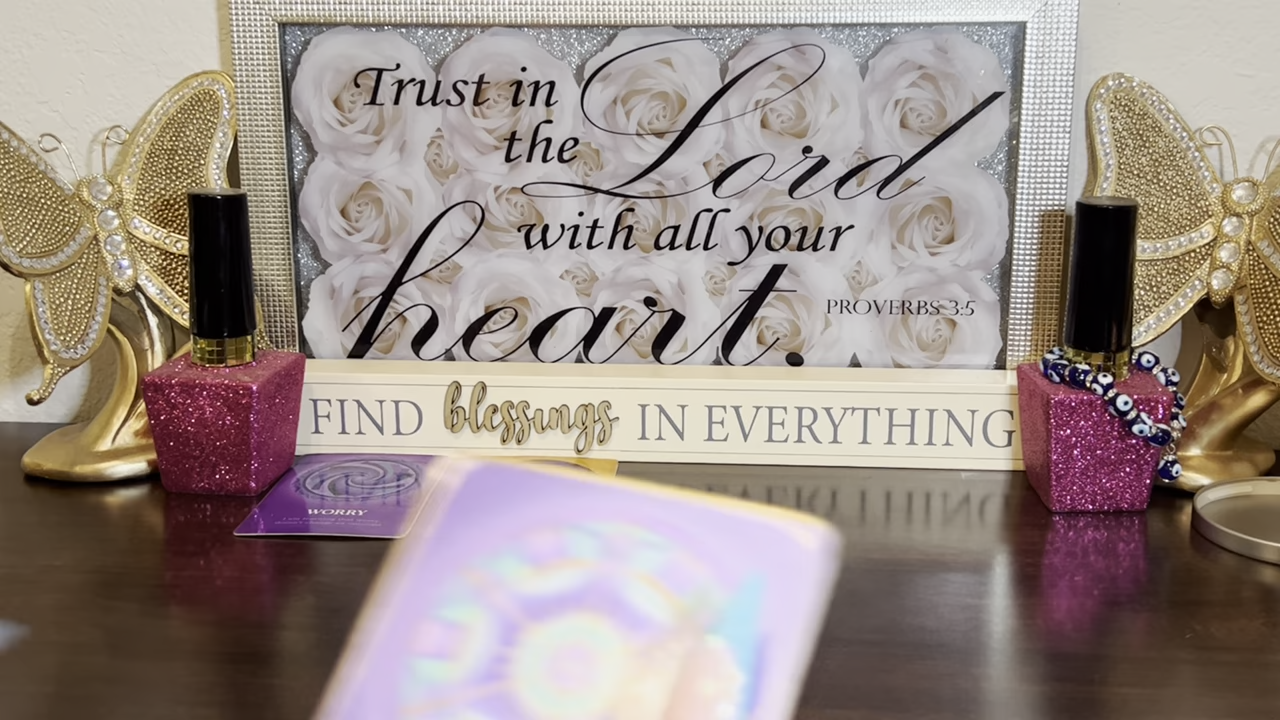 Trust in
the Lord
with all your
heart.
PROVERBS 3:5
FIND blessings IN EVERYTHING
WORRY